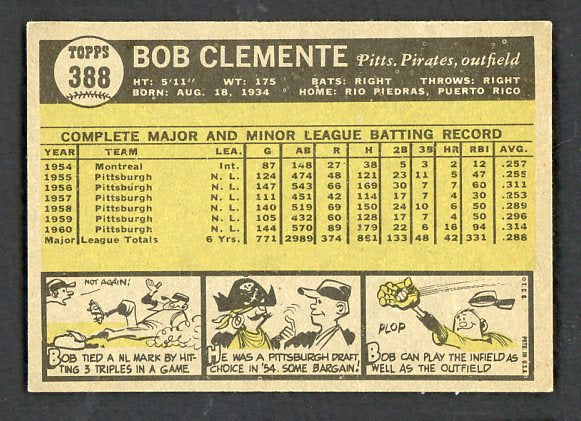 TOPPS
388
BOB CLEMENTE Pitts. Pirates, outfield
HT: 5'11" WT: 175 BATS: RIGHT THROWS: RIGHT
BORN: AUG. 18, 1934 HOME: RIO PIEDRAS, PUERTO RICO
COMPLETE MAJOR AND MINOR LEAGUE BATTING RECORD
YEAR TEAM LEA. G AB R H 2B 3B HR RBI AVG.
1954 Montreal Int. 87 148 27 38 5 3 2 12 .257
1955 Pittsburgh N. L. 124 474 48 121 23 11 5 47 .255
1956 Pittsburgh N. L. 147 543 66 169 30 7 7 60 .311
1957 Pittsburgh N. L. 111 451 42 114 17 7 4 30 .253
1958 Pittsburgh N. L. 140 519 69 150 24 10 6 50 .289
1959 Pittsburgh N. L. 105 432 60 128 17 7 4 50 .296
1960 Pittsburgh N. L. 144 570 89 179 22 6 16 94 .314
Major League Totals 6 Yrs. 771 2989 374 861 133 48 42 331 .288
NOT AGAIN!
BOB TIED A NL MARK BY HIT-
TING 3 TRIPLES IN A GAME
HE WAS A PITTSBURGH DRAFT
CHOICE IN '54. SOME BARGAIN!
PLOP
BOB CAN PLAY THE INFIELD AS
WELL AS THE OUTFIELD
© T.C.G. PRTD. IN U.S.A.